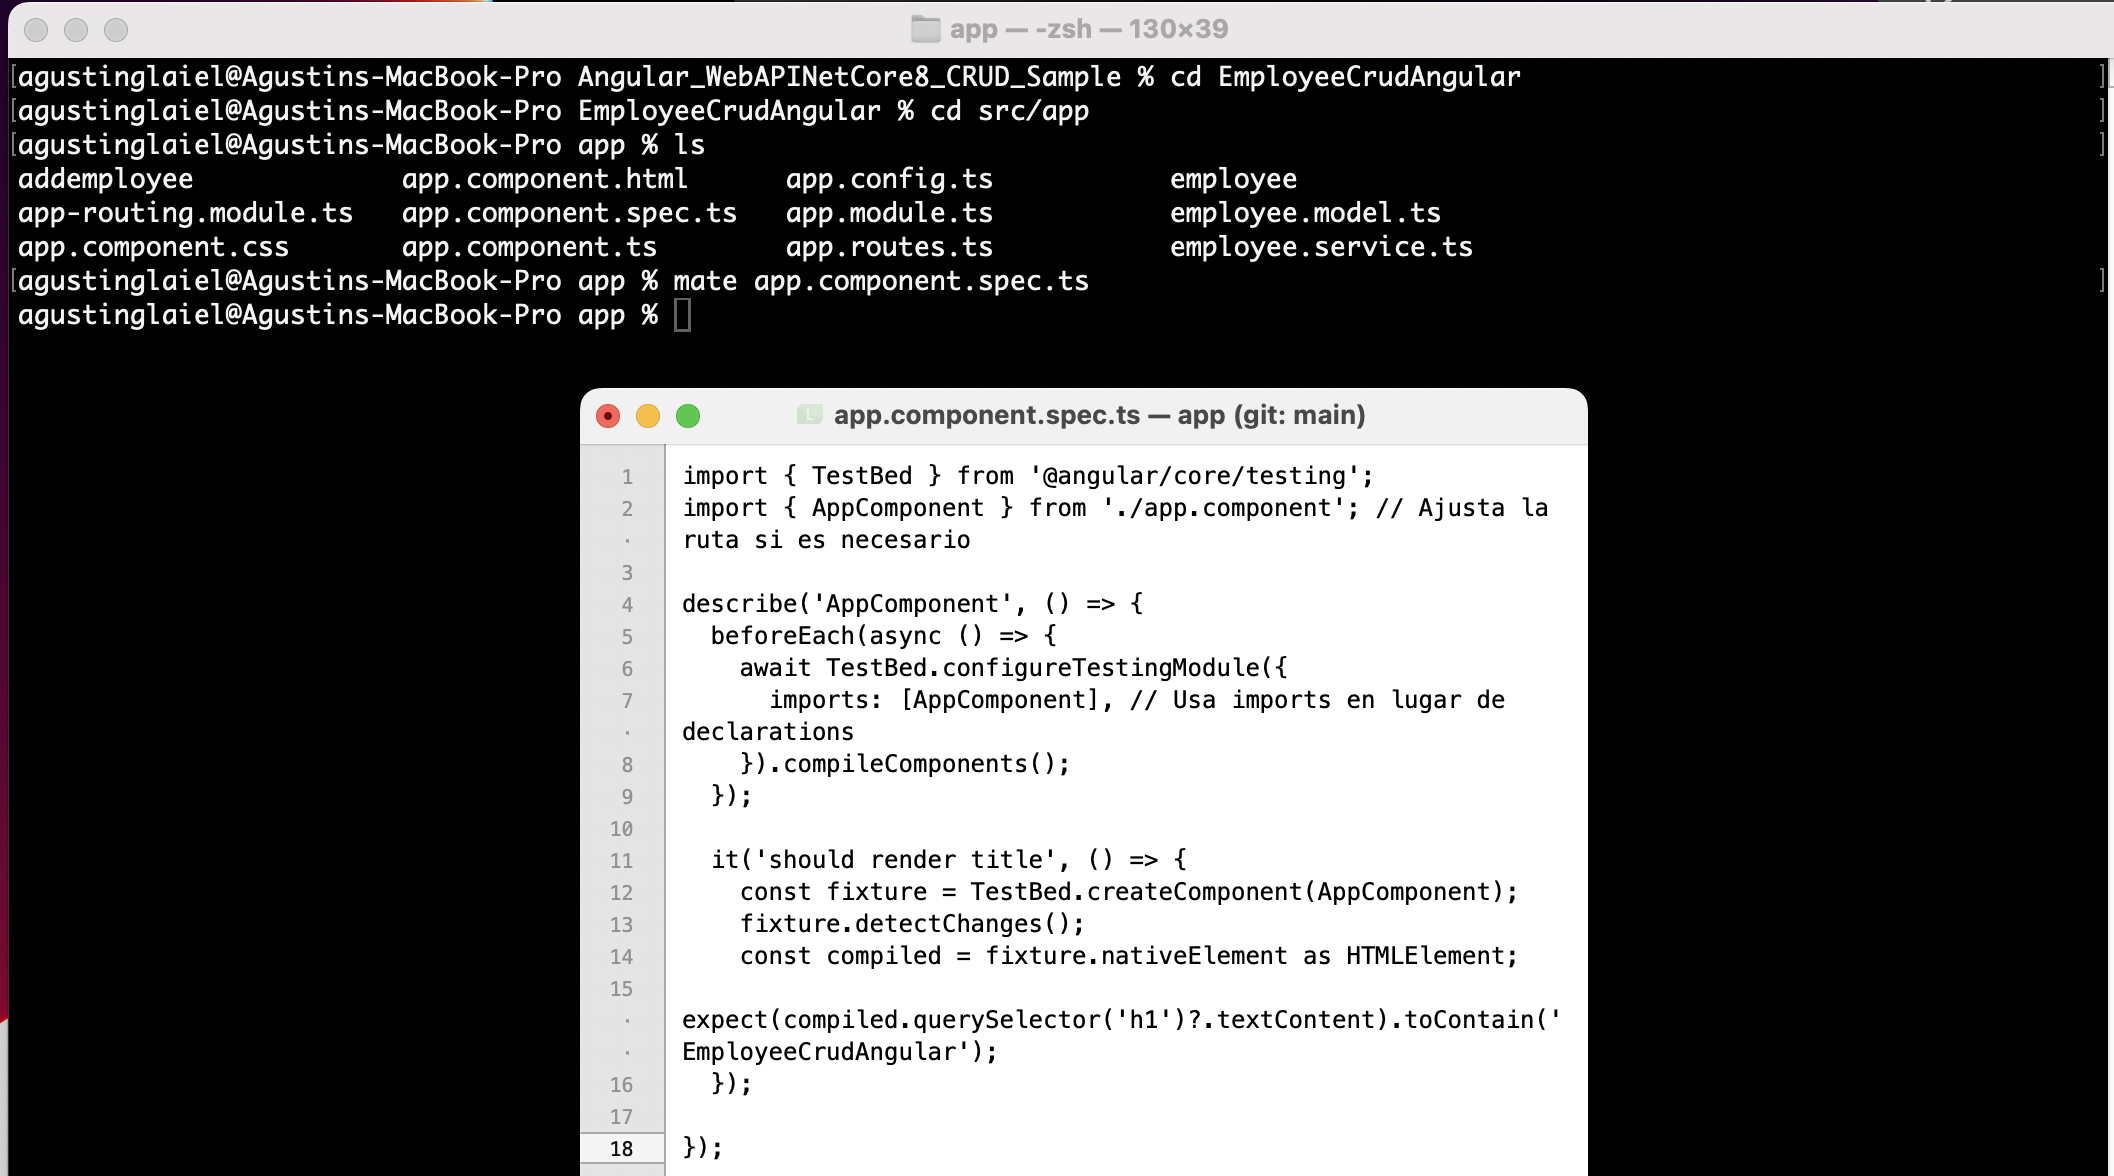 app — -zsh — 130×39
[agustinglaiel@Agustins-MacBook-Pro Angular_WebAPINetCore8_CRUD_Sample % cd EmployeeCrudAngular ]
[agustinglaiel@Agustins-MacBook-Pro EmployeeCrudAngular % cd src/app ]
[agustinglaiel@Agustins-MacBook-Pro app % ls ]
addemployee app.component.html app.config.ts employee
app-routing.module.ts app.component.spec.ts app.module.ts employee.model.ts
app.component.css app.component.ts app.routes.ts employee.service.ts
[agustinglaiel@Agustins-MacBook-Pro app % mate app.component.spec.ts ]
agustinglaiel@Agustins-MacBook-Pro app %
app.component.spec.ts — app (git: main)
1 import { TestBed } from '@angular/core/testing';
2 import { AppComponent } from './app.component'; // Ajusta la
· ruta si es necesario
3
4 describe('AppComponent', () => {
5 beforeEach(async () => {
6 await TestBed.configureTestingModule({
7 imports: [AppComponent], // Usa imports en lugar de
· declarations
8 }).compileComponents();
9 });
10
11 it('should render title', () => {
12 const fixture = TestBed.createComponent(AppComponent);
13 fixture.detectChanges();
14 const compiled = fixture.nativeElement as HTMLElement;
15
· expect(compiled.querySelector('h1')?.textContent).toContain('
· EmployeeCrudAngular');
16 });
17
18 });